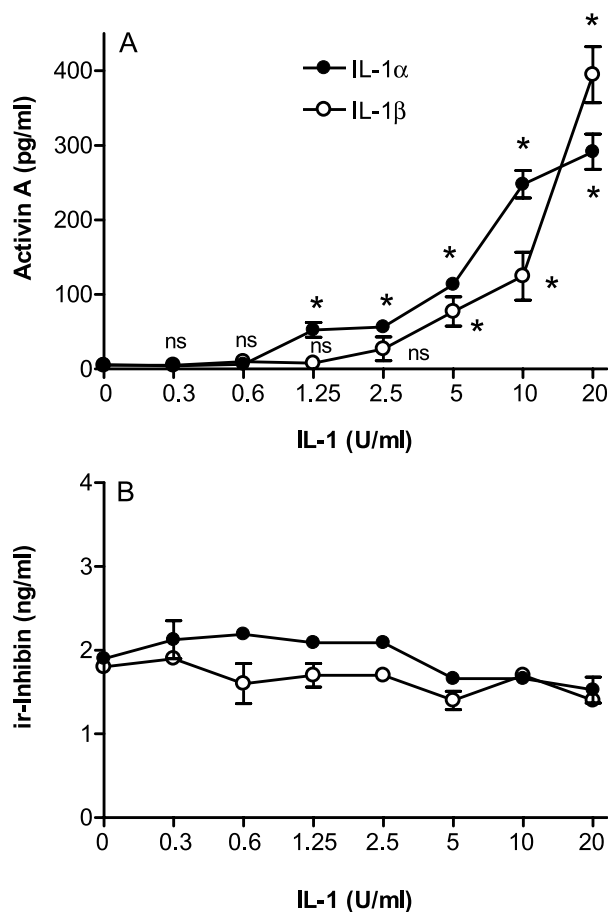 A
*
400
IL-1α
IL-1β
300
*
*
Activin A (pg/ml)
200
*
*
*
100
*
*
ns
ns
ns
ns
0
0 0.3 0.6 1.25 2.5 5 10 20
IL-1 (U/ml)
B
4
3
ir-Inhibin (ng/ml)
2
1
0
0 0.3 0.6 1.25 2.5 5 10 20
IL-1 (U/ml)